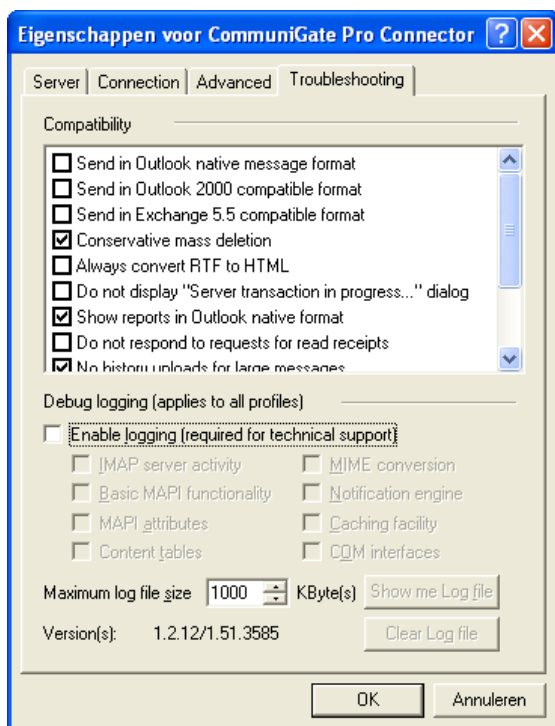 Eigenschappen voor CommuniGate Pro Connector
Server Connection Advanced Troubleshooting
Compatibility
Send in Outlook native message format
Send in Outlook 2000 compatible format
Send in Exchange 5.5 compatible format
Conservative mass deletion
Always convert RTF to HTML
Do not display "Server transaction in progress..." dialog
Show reports in Outlook native format
Do not respond to requests for read receipts
No history uploads for large messages
Debug logging (applies to all profiles)
Enable logging (required for technical support)
IMAP server activity MIME conversion
Basic MAPI functionality Notification engine
MAPI attributes Caching facility
Content tables COM interfaces
Maximum log file size 1000 KByte(s) Show me Log file
Version(s): 1.2.12/1.51.3585 Clear Log file
OK Annuleren